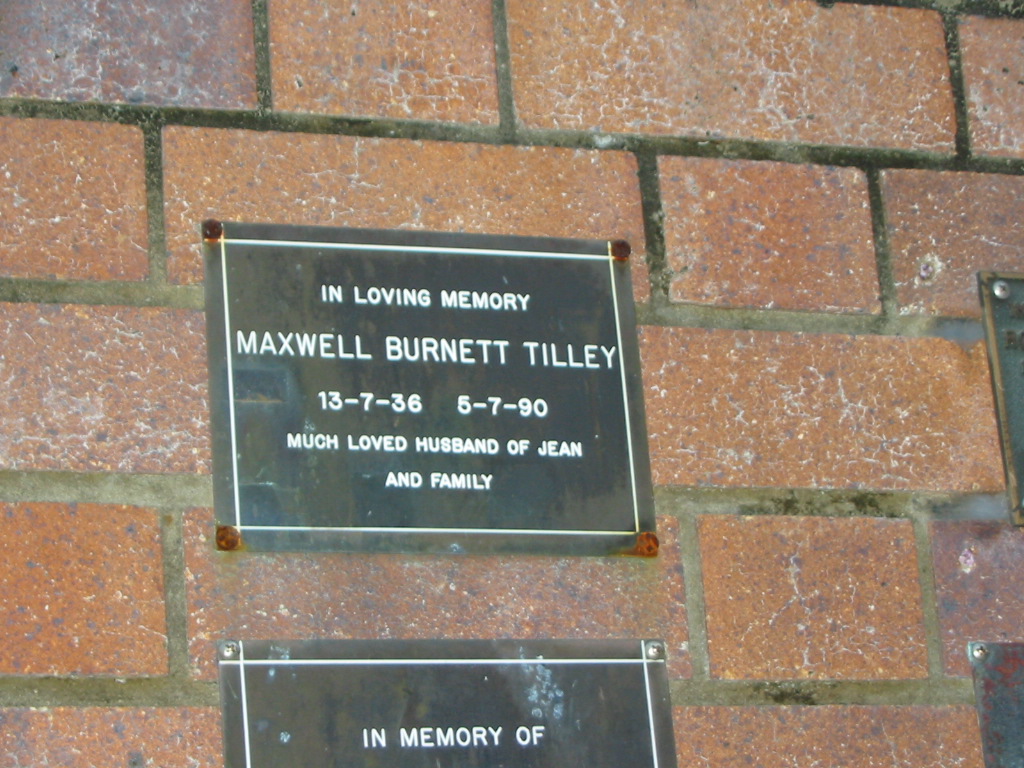 IN LOVING MEMORY
MAXWELL BURNETT TILLEY
13-7-36 5-7-90
MUCH LOVED HUSBAND OF JEAN
AND FAMILY
IN MEMORY OF